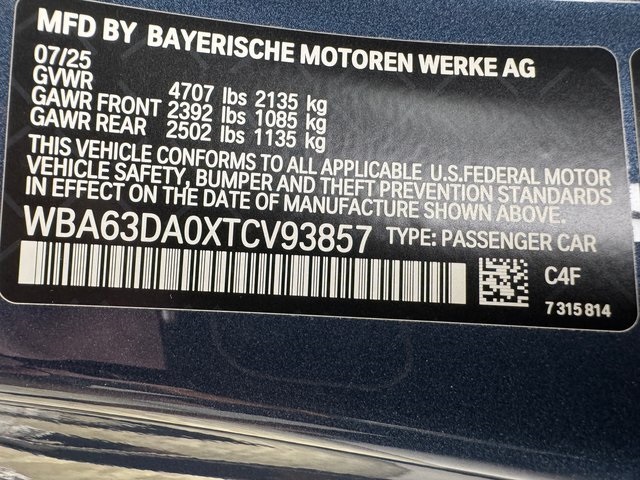 MFD BY BAYERISCHE MOTOREN WERKE AG
07/25
GVWR 4707 lbs 2135 kg
GAWR FRONT 2392 lbs 1085 kg
GAWR REAR 2502 lbs 1135 kg
THIS VEHICLE CONFORMS TO ALL APPLICABLE U.S.FEDERAL MOTOR
VEHICLE SAFETY, BUMPER AND THEFT PREVENTION STANDARDS
IN EFFECT ON THE DATE OF MANUFACTURE SHOWN ABOVE.
WBA63DA0XTCV93857 TYPE: PASSENGER CAR
C4F
7 315 814